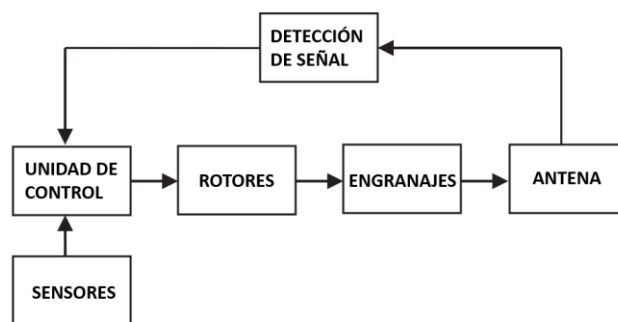 DETECCIÓN
DE SEÑAL
UNIDAD DE
CONTROL
ROTORES
ENGRANAJES
ANTENA
SENSORES